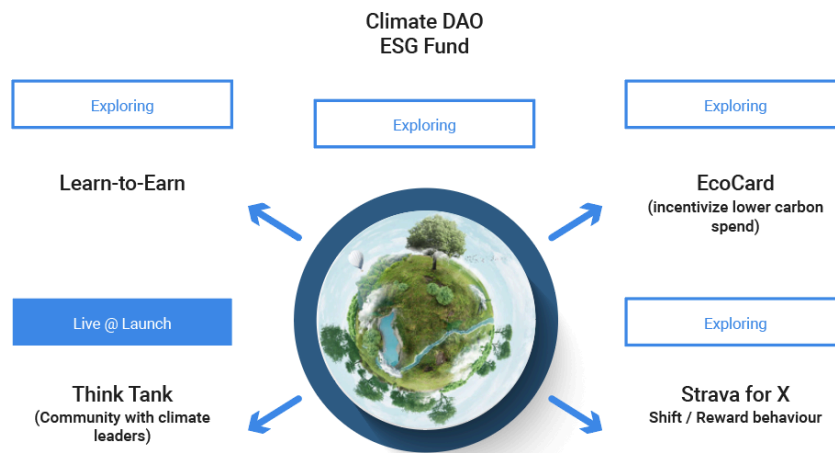 Climate DAO
ESG Fund
Exploring
Exploring
Exploring
Learn-to-Earn
EcoCard
(incentivize lower carbon
spend)
Live @ Launch
Exploring
Think Tank
(Community with climate
leaders)
Strava for X
Shift / Reward behaviour